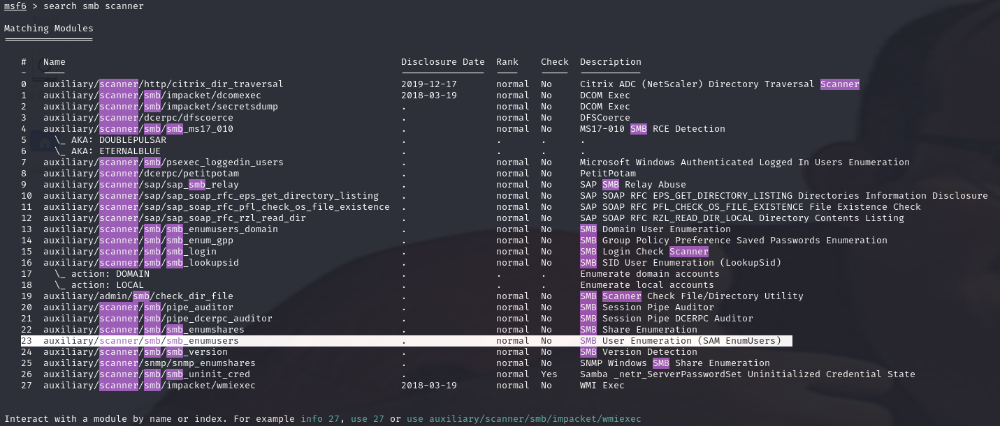 msf6 > search smb scanner
Matching Modules
# Name Disclosure Date Rank Check Description
- ---- --------------- ---- ----- -----------
0 auxiliary/scanner/http/citrix_dir_traversal 2019-12-17 normal No Citrix ADC (NetScaler) Directory Traversal Scanner
1 auxiliary/scanner/smb/impacket/dcomexec 2018-03-19 normal No DCOM Exec
2 auxiliary/scanner/smb/impacket/secretsdump . normal No DCOM Exec
3 auxiliary/scanner/dcerpc/dfscoerce . normal No DFSCoerce
4 auxiliary/scanner/smb/smb_ms17_010 . normal No MS17-010 SMB RCE Detection
5 \_ AKA: DOUBLEPULSAR . . . .
6 \_ AKA: ETERNALBLUE . . . .
7 auxiliary/scanner/smb/psexec_loggedin_users . normal No Microsoft Windows Authenticated Logged In Users Enumeration
8 auxiliary/scanner/dcerpc/petitpotam . normal No PetitPotam
9 auxiliary/scanner/sap/sap_smb_relay . normal No SAP SMB Relay Abuse
10 auxiliary/scanner/sap/sap_soap_rfc_eps_get_directory_listing . normal No SAP SOAP RFC EPS_GET_DIRECTORY_LISTING Directories Information Disclosure
11 auxiliary/scanner/sap/sap_soap_rfc_pfl_check_os_file_existence . normal No SAP SOAP RFC PFL_CHECK_OS_FILE_EXISTENCE File Existence Check
12 auxiliary/scanner/sap/sap_soap_rfc_rzl_read_dir . normal No SAP SOAP RFC RZL_READ_DIR_LOCAL Directory Contents Listing
13 auxiliary/scanner/smb/smb_enumusers_domain . normal No SMB Domain User Enumeration
14 auxiliary/scanner/smb/smb_enum_gpp . normal No SMB Group Policy Preference Saved Passwords Enumeration
15 auxiliary/scanner/smb/smb_login . normal No SMB Login Check Scanner
16 auxiliary/scanner/smb/smb_lookupsid . normal No SMB SID User Enumeration (LookupSid)
17 \_ action: DOMAIN . . . Enumerate domain accounts
18 \_ action: LOCAL . . . Enumerate local accounts
19 auxiliary/admin/smb/check_dir_file . normal No SMB Scanner Check File/Directory Utility
20 auxiliary/scanner/smb/pipe_auditor . normal No SMB Session Pipe Auditor
21 auxiliary/scanner/smb/pipe_dcerpc_auditor . normal No SMB Session Pipe DCERPC Auditor
22 auxiliary/scanner/smb/smb_enumshares . normal No SMB Share Enumeration
23 auxiliary/scanner/smb/smb_enumusers . normal No SMB User Enumeration (SAM EnumUsers)
24 auxiliary/scanner/smb/smb_version . normal No SMB Version Detection
25 auxiliary/scanner/snmp/snmp_enumshares . normal No SNMP Windows SMB Share Enumeration
26 auxiliary/scanner/smb/smb_uninit_cred . normal Yes Samba _netr_ServerPasswordSet Uninitialized Credential State
27 auxiliary/scanner/smb/impacket/wmiexec 2018-03-19 normal No WMI Exec
Interact with a module by name or index. For example info 27, use 27 or use auxiliary/scanner/smb/impacket/wmiexec